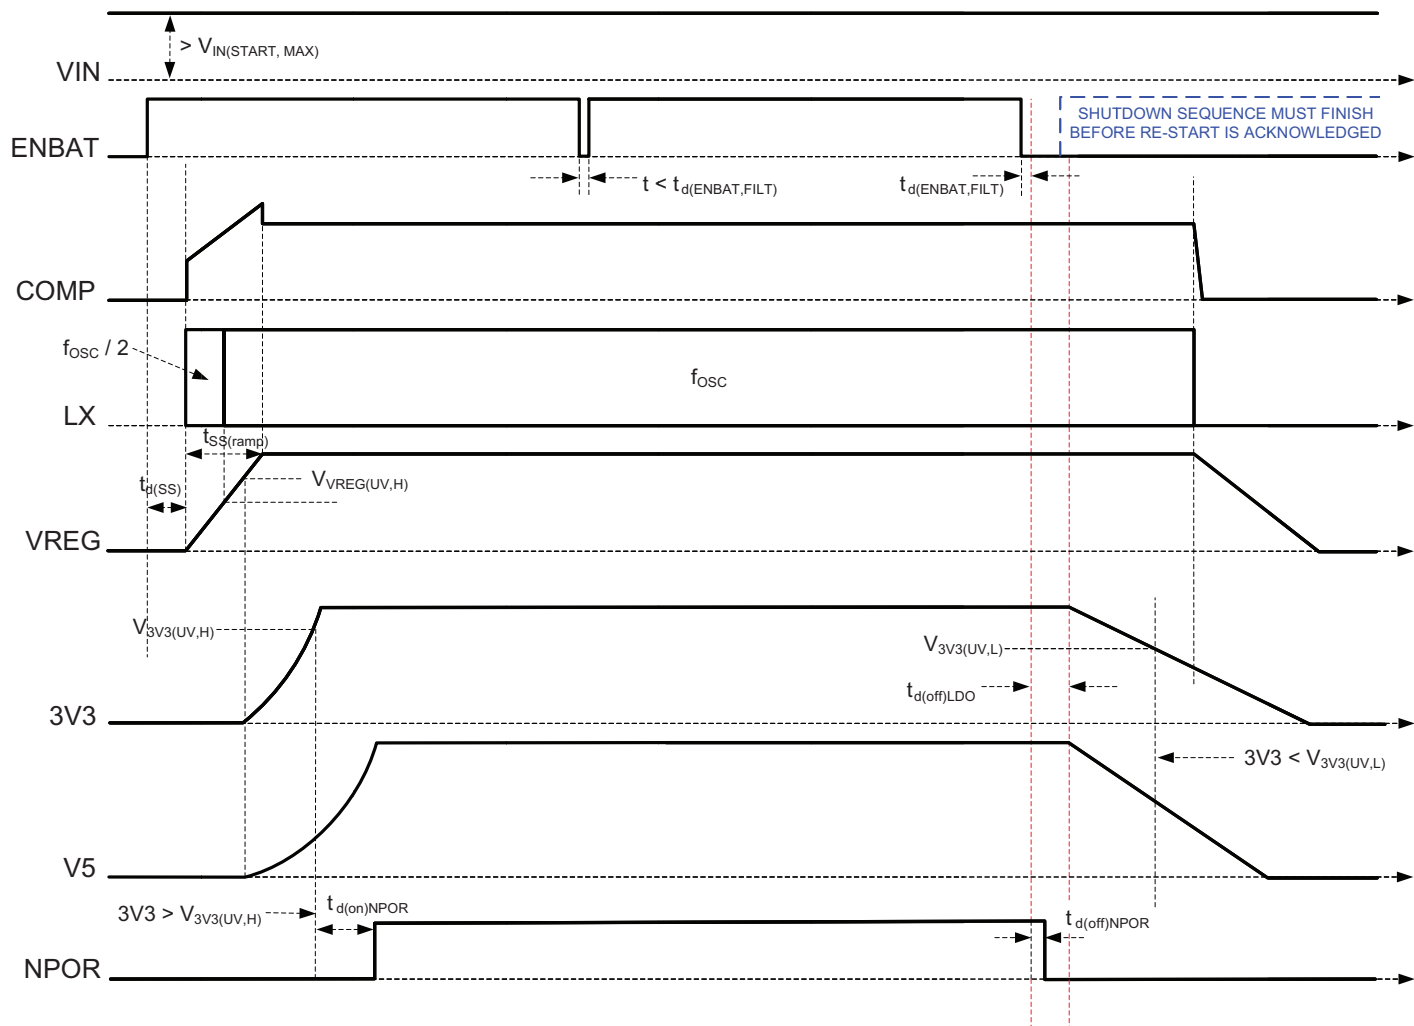 > VIN(START, MAX)
VIN
SHUTDOWN SEQUENCE MUST FINISH
BEFORE RE-START IS ACKNOWLEDGED
ENBAT
t < td(ENBAT,FILT)
td(ENBAT,FILT)
COMP
fOSC / 2
fOSC
LX
tSS(ramp)
td(SS)
VVREG(UV,H)
VREG
V3V3(UV,H)
V3V3(UV,L)
td(off)LDO
3V3
3V3 < V3V3(UV,L)
V5
3V3 > V3V3(UV,H)
td(on)NPOR
td(off)NPOR
NPOR